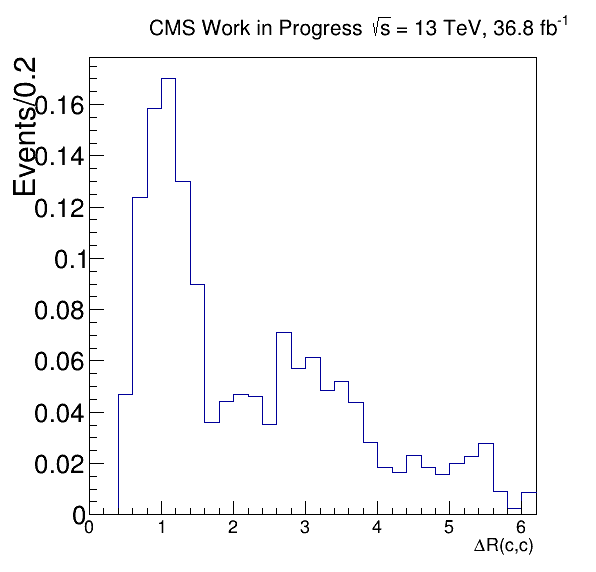 CMS Work in Progress √s = 13 TeV, 36.8 fb⁻¹
Events/0.2
0.16
0.14
0.12
0.1
0.08
0.06
0.04
0.02
0
0 1 2 3 4 5 6
ΔR(c,c)